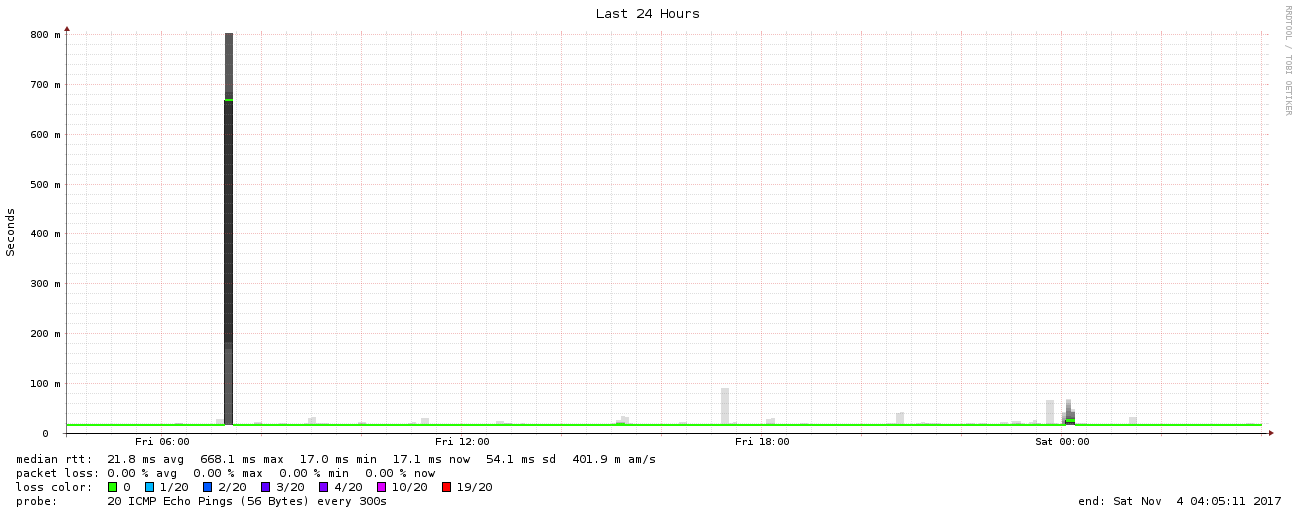 Last 24 Hours
RRDTOOL / TOBI OETIKER
Seconds
800 m
700 m
600 m
500 m
400 m
300 m
200 m
100 m
0
Fri 06:00 Fri 12:00 Fri 18:00 Sat 00:00
median rtt: 21.8 ms avg 668.1 ms max 17.0 ms min 17.1 ms now 54.1 ms sd 401.9 m am/s
packet loss: 0.00 % avg 0.00 % max 0.00 % min 0.00 % now
loss color: 0 1/20 2/20 3/20 4/20 10/20 19/20
probe: 20 ICMP Echo Pings (56 Bytes) every 300s end: Sat Nov 4 04:05:11 2017